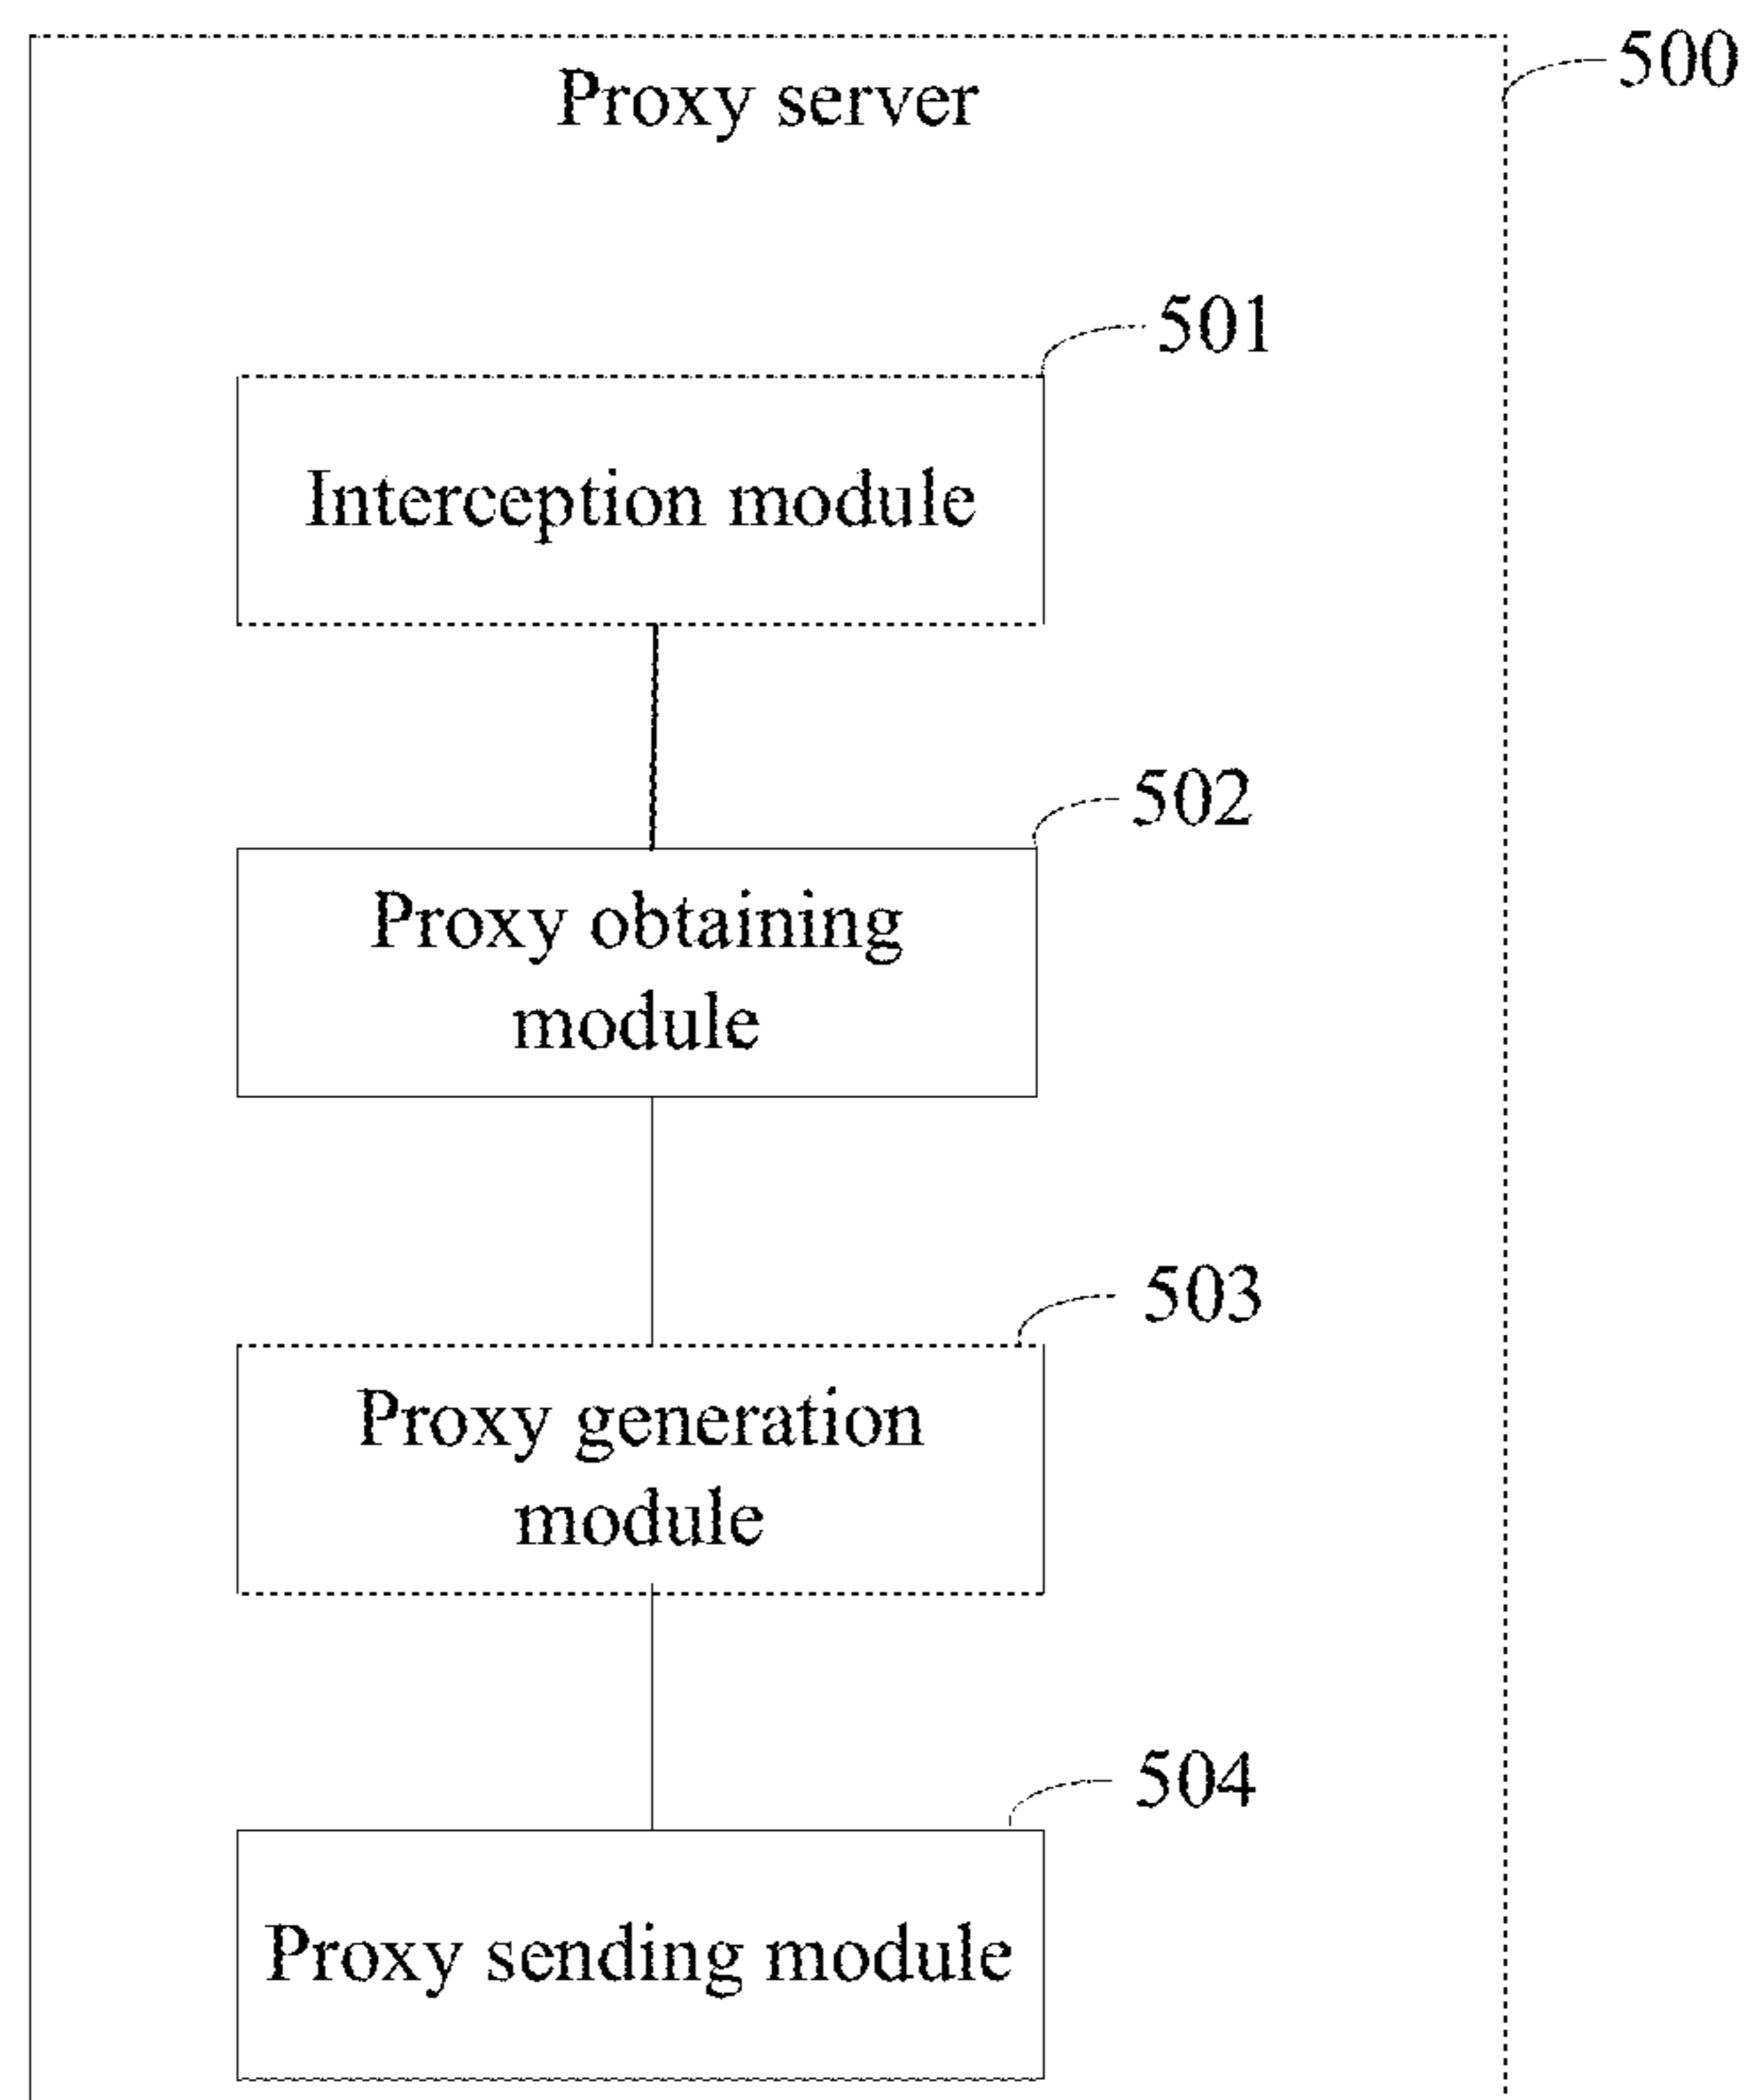 Proxy server
500
501
Interception module
502
Proxy obtaining
module
503
Proxy generation
module
504
Proxy sending module